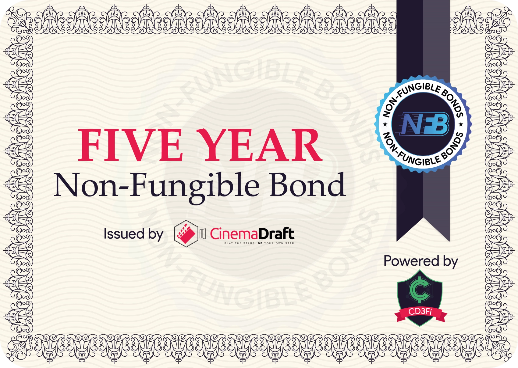 FIVE YEAR
Non-Fungible Bond
Issued by CinemaDraft
NON-FUNGIBLE BONDS
NFB
NON-FUNGIBLE BONDS
Powered by
CD3Fi